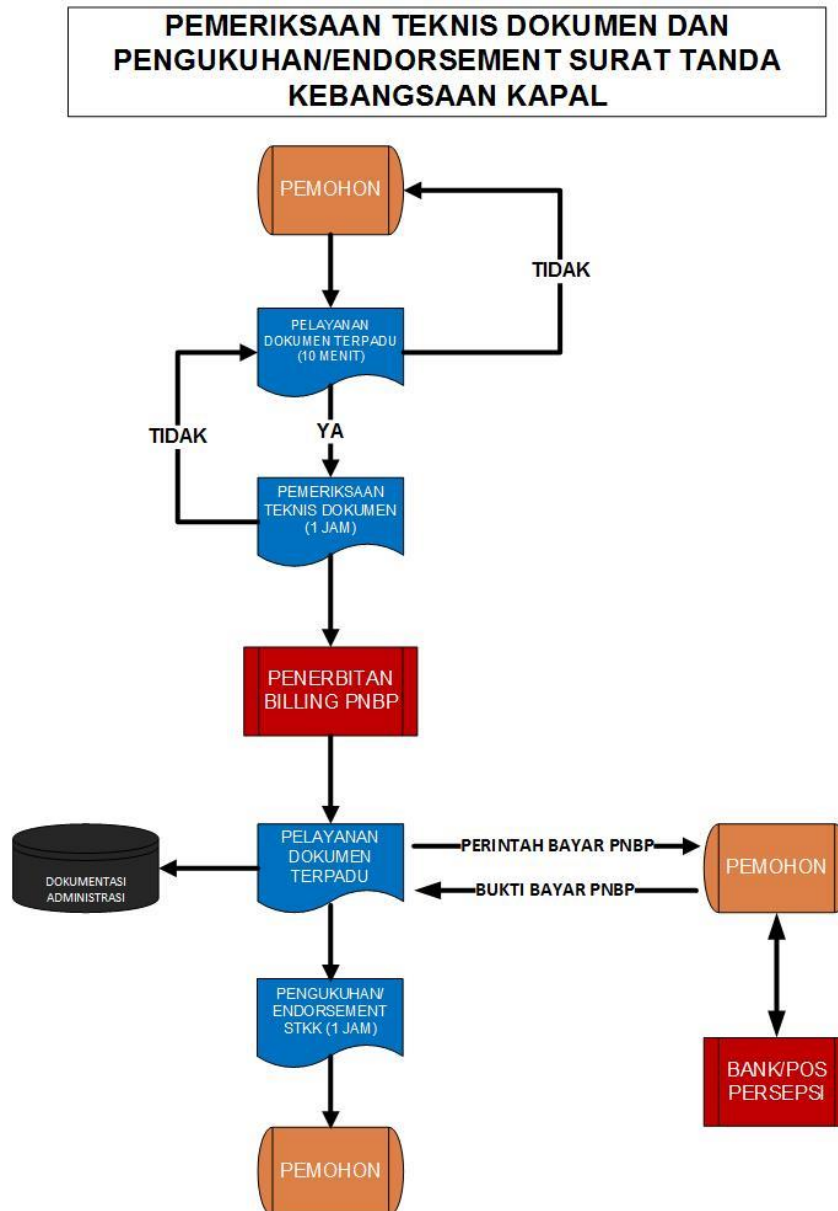 PEMERIKSAAN TEKNIS DOKUMEN DAN
PENGUKUHAN/ENDORSEMENT SURAT TANDA
KEBANGSAAN KAPAL
PEMOHON
TIDAK
PELAYANAN
DOKUMEN TERPADU
(10 MENIT)
TIDAK
YA
PEMERIKSAAN
TEKNIS DOKUMEN
(1 JAM)
PENERBITAN
BILLING PNBP
PELAYANAN
DOKUMEN
TERPADU
PERINTAH BAYAR PNBP
BUKTI BAYAR PNBP
PEMOHON
DOKUMENTASI
ADMINISTRASI
PENGUKUHAN/
ENDORSEMENT
STKK (1 JAM)
BANK/POS
PERSEPSI
PEMOHON